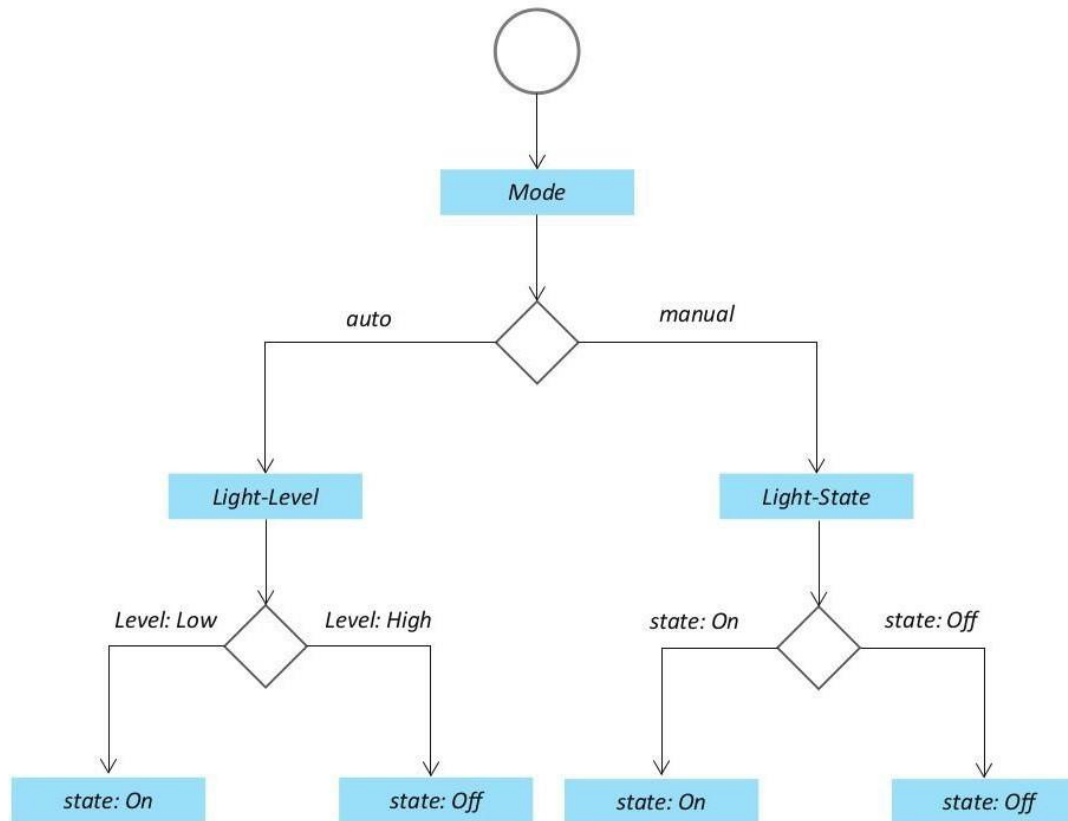 Mode
auto
manual
Light-Level
Light-State
Level: Low
Level: High
state: On
state: Off
state: On
state: Off
state: On
state: Off